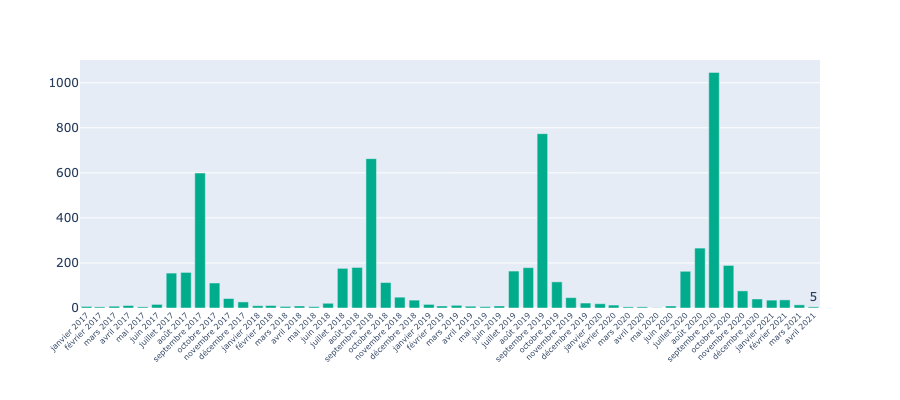 1000
800
600
400
200
0
5
janvier 2017
février 2017
mars 2017
avril 2017
mai 2017
juin 2017
juillet 2017
août 2017
septembre 2017
octobre 2017
novembre 2017
décembre 2017
janvier 2018
février 2018
mars 2018
avril 2018
mai 2018
juin 2018
juillet 2018
août 2018
septembre 2018
octobre 2018
novembre 2018
décembre 2018
janvier 2019
février 2019
mars 2019
avril 2019
mai 2019
juin 2019
juillet 2019
août 2019
septembre 2019
octobre 2019
novembre 2019
décembre 2019
janvier 2020
février 2020
mars 2020
avril 2020
mai 2020
juin 2020
juillet 2020
août 2020
septembre 2020
octobre 2020
novembre 2020
décembre 2020
janvier 2021
février 2021
mars 2021
avril 2021